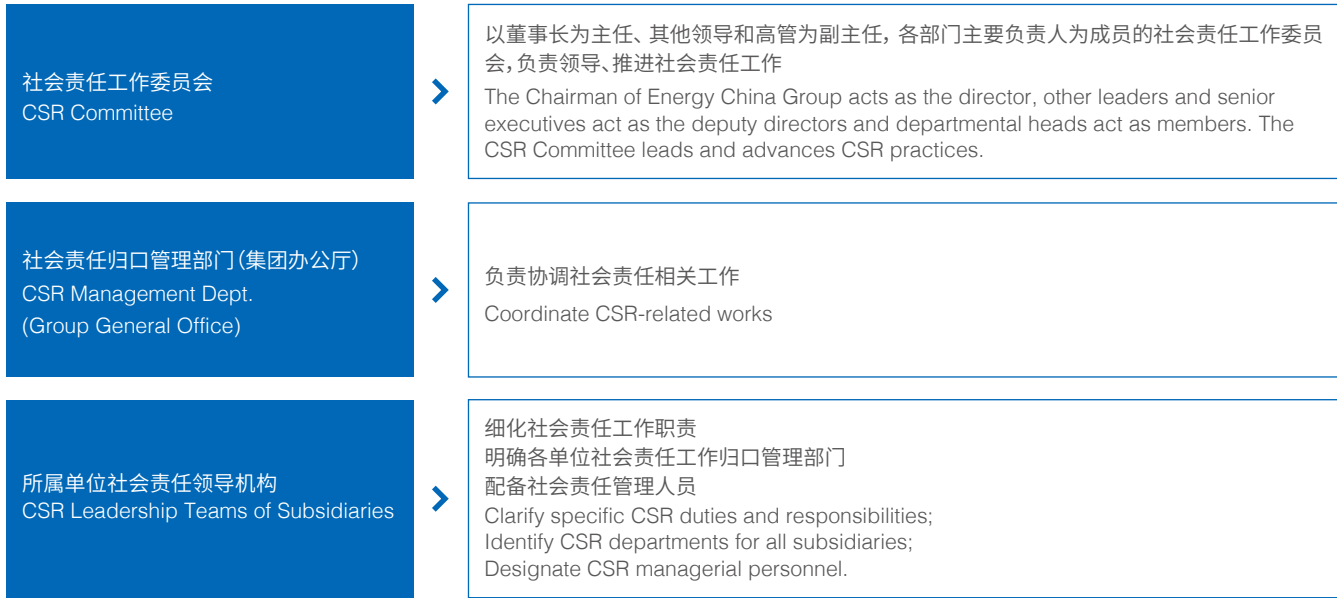 社会责任工作委员会
CSR Committee
以董事长为主任、其他领导和高管为副主任，各部门主要负责人为成员的社会责任工作委员
会，负责领导、推进社会责任工作
The Chairman of Energy China Group acts as the director, other leaders and senior
executives act as the deputy directors and departmental heads act as members. The
CSR Committee leads and advances CSR practices.
社会责任归口管理部门（集团办公厅）
CSR Management Dept.
(Group General Office)
负责协调社会责任相关工作
Coordinate CSR-related works
所属单位社会责任领导机构
CSR Leadership Teams of Subsidiaries
细化社会责任工作职责
明确各单位社会责任工作归口管理部门
配备社会责任管理人员
Clarify specific CSR duties and responsibilities;
Identify CSR departments for all subsidiaries;
Designate CSR managerial personnel.